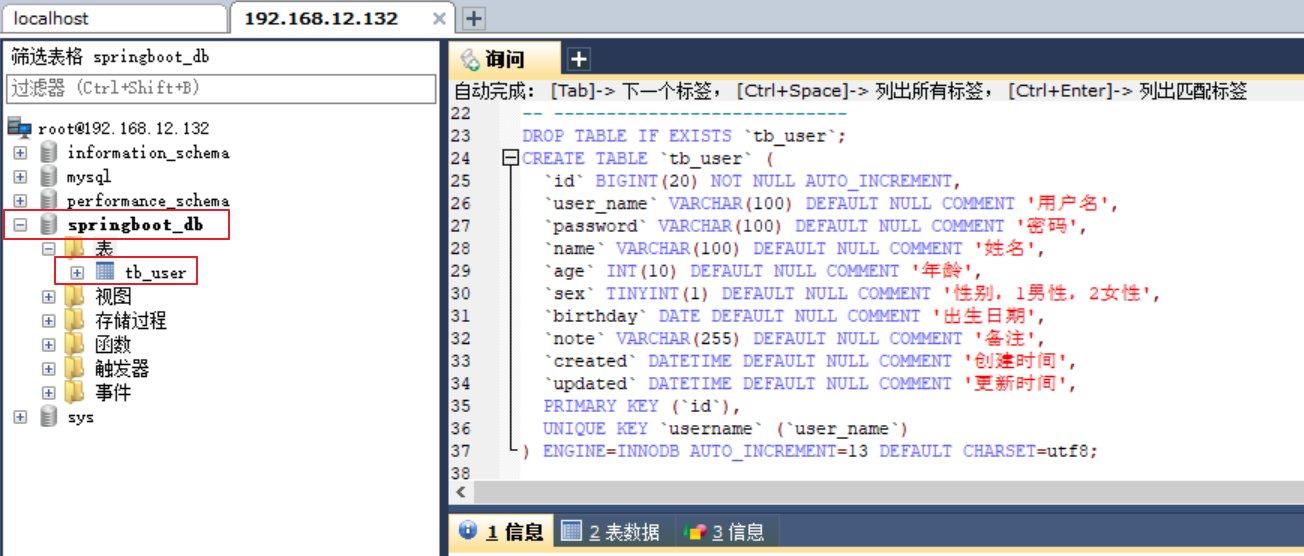 localhost
192.168.12.132
筛选表格 springboot_db
过滤器 (Ctrl+Shift+B)
root@192.168.12.132
information_schema
mysql
performance_schema
springboot_db
表
tb_user
视图
存储过程
函数
触发器
事件
sys
询问
自动完成： [Tab]-> 下一个标签， [Ctrl+Space]-> 列出所有标签， [Ctrl+Enter]-> 列出匹配标签
22 -- ----------------------------
23 DROP TABLE IF EXISTS `tb_user`;
24 CREATE TABLE `tb_user` (
25 `id` BIGINT(20) NOT NULL AUTO_INCREMENT,
26 `user_name` VARCHAR(100) DEFAULT NULL COMMENT '用户名',
27 `password` VARCHAR(100) DEFAULT NULL COMMENT '密码',
28 `name` VARCHAR(100) DEFAULT NULL COMMENT '姓名',
29 `age` INT(10) DEFAULT NULL COMMENT '年龄',
30 `sex` TINYINT(1) DEFAULT NULL COMMENT '性别，1男性，2女性',
31 `birthday` DATE DEFAULT NULL COMMENT '出生日期',
32 `note` VARCHAR(255) DEFAULT NULL COMMENT '备注',
33 `created` DATETIME DEFAULT NULL COMMENT '创建时间',
34 `updated` DATETIME DEFAULT NULL COMMENT '更新时间',
35 PRIMARY KEY (`id`),
36 UNIQUE KEY `username` (`user_name`)
37 ) ENGINE=INNODB AUTO_INCREMENT=13 DEFAULT CHARSET=utf8;
38
1 信息
2 表数据
3 信息